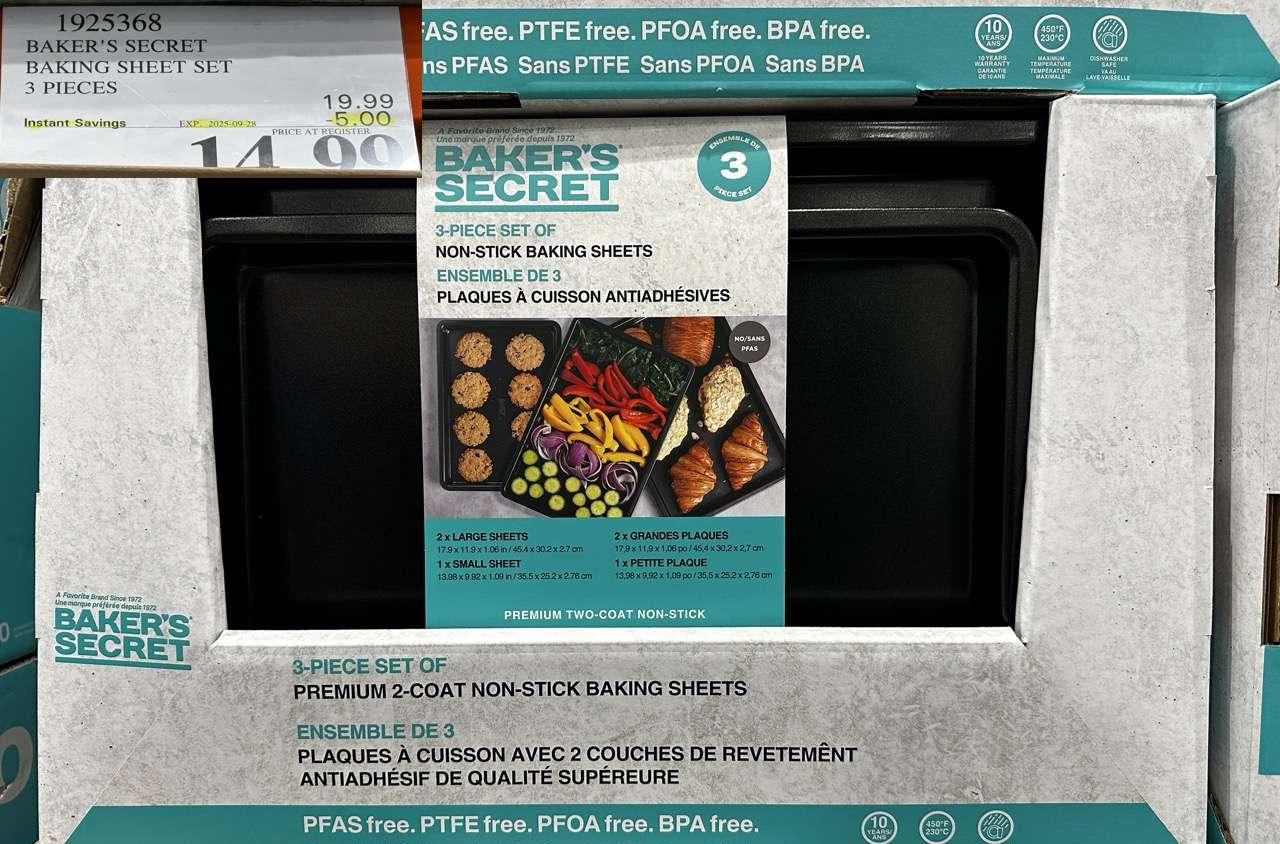 1925368
BAKER'S SECRET
BAKING SHEET SET
3 PIECES
19.99
Instant Savings EXP. 2025-09-28 -5.00
PRICE AT REGISTER
14.99
FAS free. PTFE free. PFOA free. BPA free.
ns PFAS Sans PTFE Sans PFOA Sans BPA
10
YEARS/
ANS
10 YEARS
WARRANTY
GARANTIE
DE 10 ANS
450°F
230°C
MAXIMUM
TEMPERATURE
TEMPÉRATURE
MAXIMALE
DISHWASHER
SAFE
VA AU
LAVE-VAISSELLE
A Favorite Brand Since 1972
Une marque préférée depuis 1972
BAKER'S
SECRET
ENSEMBLE DE
3
PIECE SET
3-PIECE SET OF
NON-STICK BAKING SHEETS
ENSEMBLE DE 3
PLAQUES À CUISSON ANTIADHÉSIVES
NO/SANS
PFAS
2 x LARGE SHEETS
17.9 x 11.9 x 1.06 in / 45.4 x 30.2 x 2.7 cm
1 x SMALL SHEET
13.98 x 9.92 x 1.09 in / 35.5 x 25.2 x 2.76 cm
2 x GRANDES PLAQUES
17,9 x 11,9 x 1,06 po / 45,4 x 30,2 x 2,7 cm
1 x PETITE PLAQUE
13,98 x 9,92 x 1,09 po / 35,5 x 25,2 x 2,76 cm
PREMIUM TWO-COAT NON-STICK
A Favorite Brand Since 1972
Une marque préférée depuis 1972
BAKER'S
SECRET
3-PIECE SET OF
PREMIUM 2-COAT NON-STICK BAKING SHEETS
ENSEMBLE DE 3
PLAQUES À CUISSON AVEC 2 COUCHES DE REVETEMÊNT
ANTIADHÉSIF DE QUALITÉ SUPÉREURE
PFAS free. PTFE free. PFOA free. BPA free.
10
YEARS/
ANS
450°F
230°C